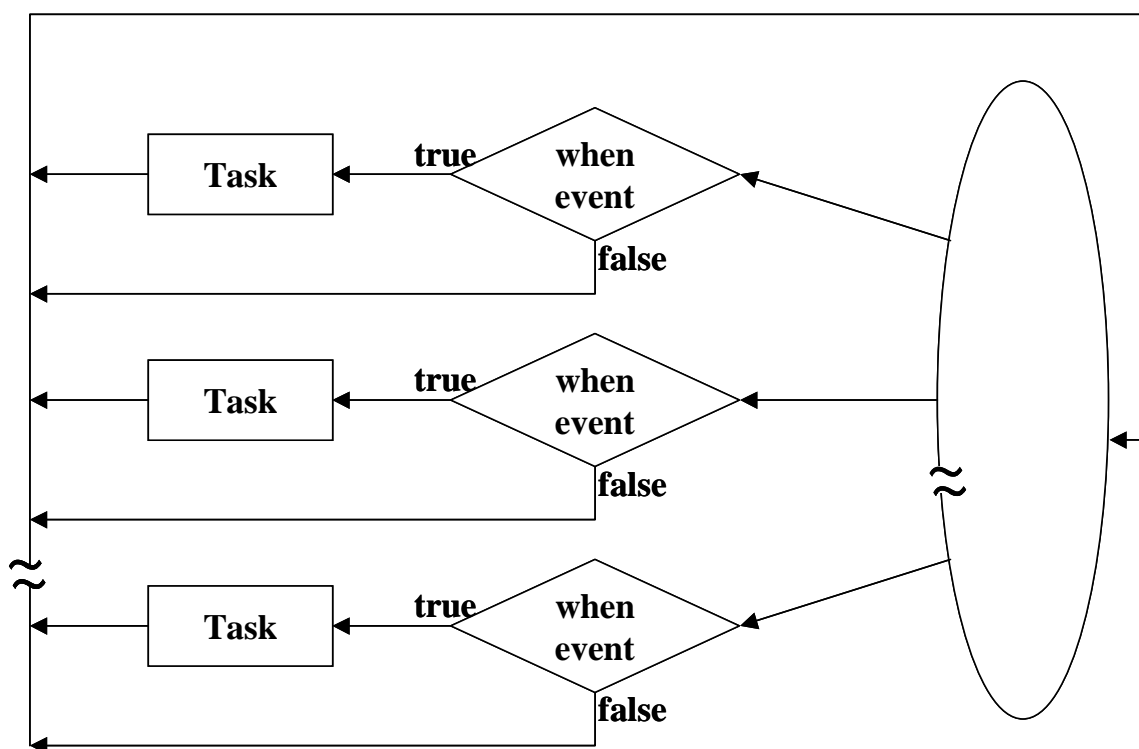 true
when
Task
event
false
true
when
Task
event
false
true
when
Task
event
false